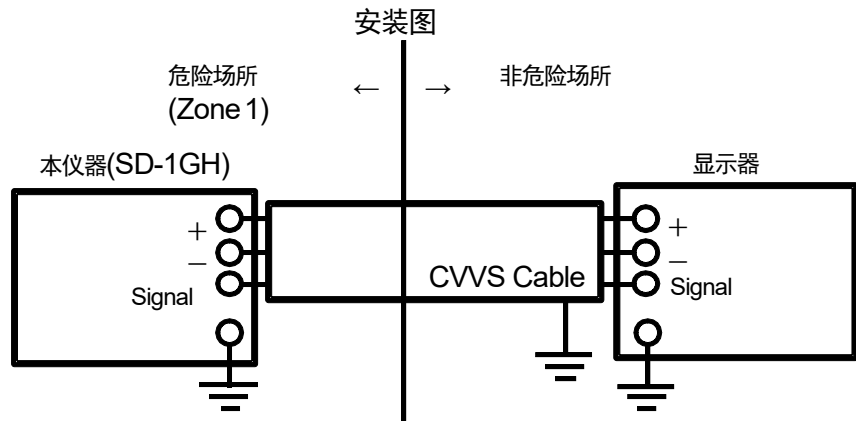 安装图
危险场所
(Zone 1)
← →
非危险场所
本仪器(SD-1GH)
显示器
+
−
Signal
CVVS Cable
+
−
Signal